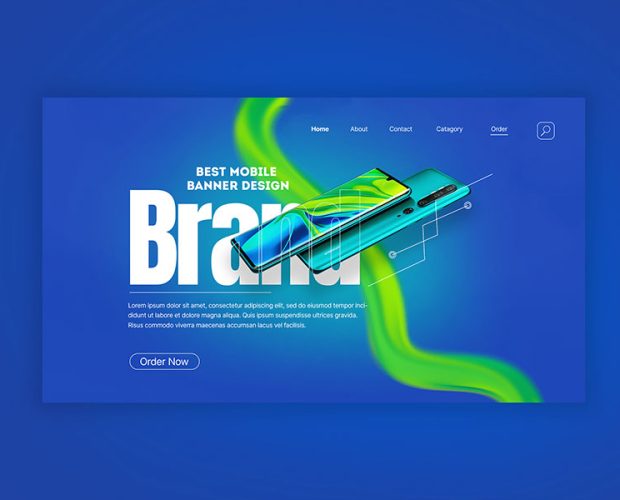 Home About Contact Catagory Order
BEST MOBILE
BANNER DESIGN
Brand
Lorem ipsum dolor sit amet, consectetur adipiscing elit, sed do eiusmod tempor in-
didunt ut labore et dolore magna aliqua. Quis ipsum suspendisse ultrices gravida.
Risus commodo viverra maecenas accumsan lacus vel facilisis.
Order Now